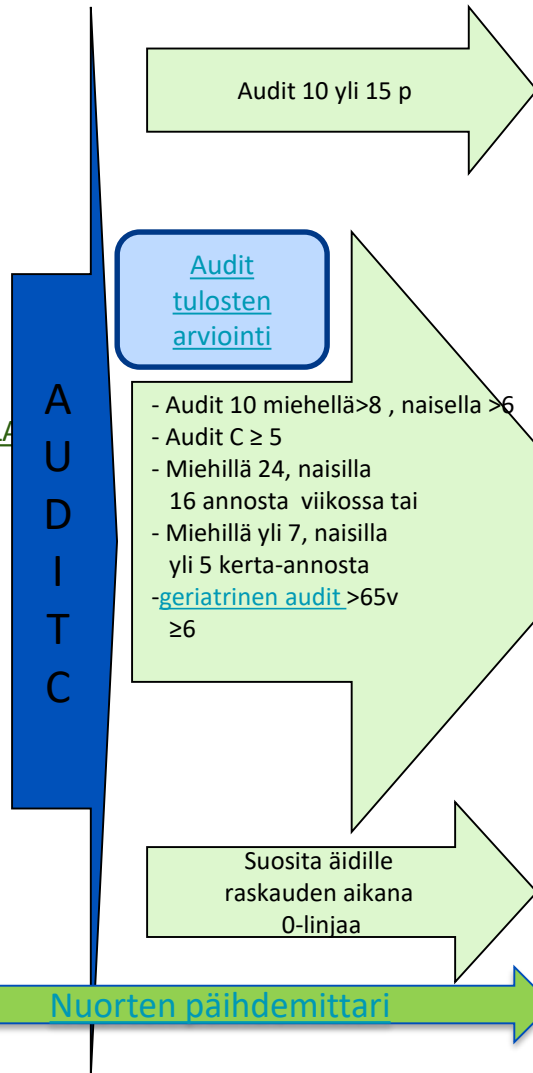 Audit 10 yli 15 p
Audit
tulosten
arviointi
A
U
D
I
T
C
- Audit 10 miehellä>8 , naisella >6
- Audit C ≥ 5
- Miehillä 24, naisilla
16 annosta viikossa tai
- Miehillä yli 7, naisilla
yli 5 kerta-annosta
-geriatrinen audit >65v
≥6
Suosita äidille
raskauden aikana
0-linjaa
Nuorten päihdemittari